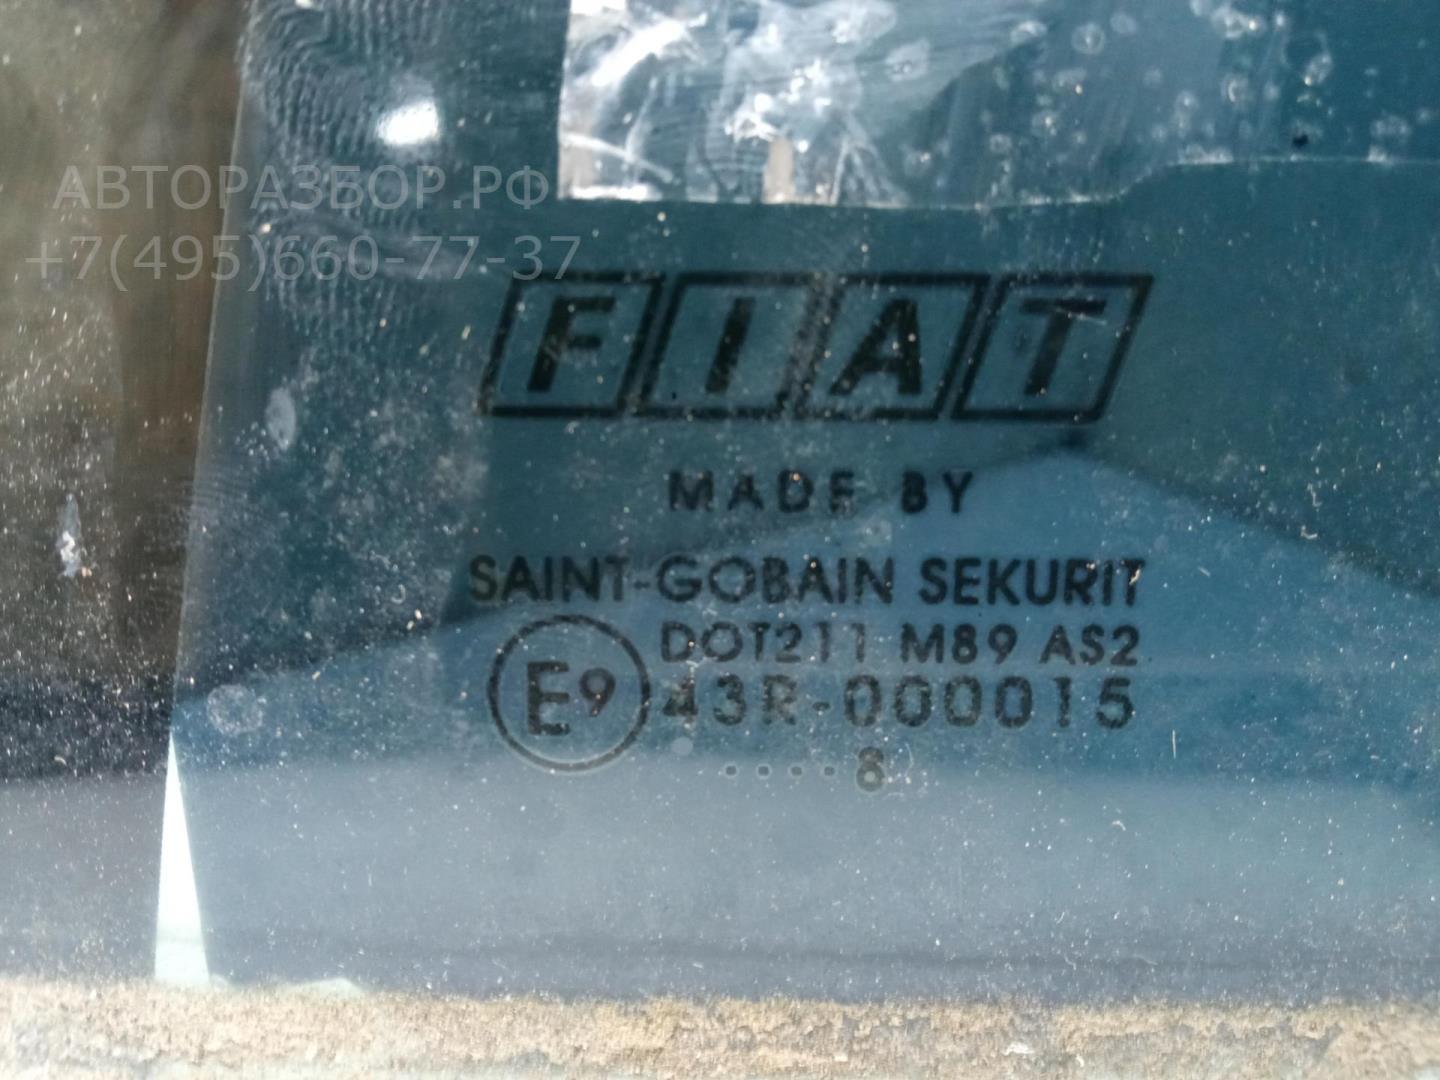 АВТОРАЗБОР.РФ
+7(495)660-77-37
FIAT
MADE BY
SAINT-GOBAIN SEKURIT
DOT211 M89 AS2
E9 43R-000015
....8